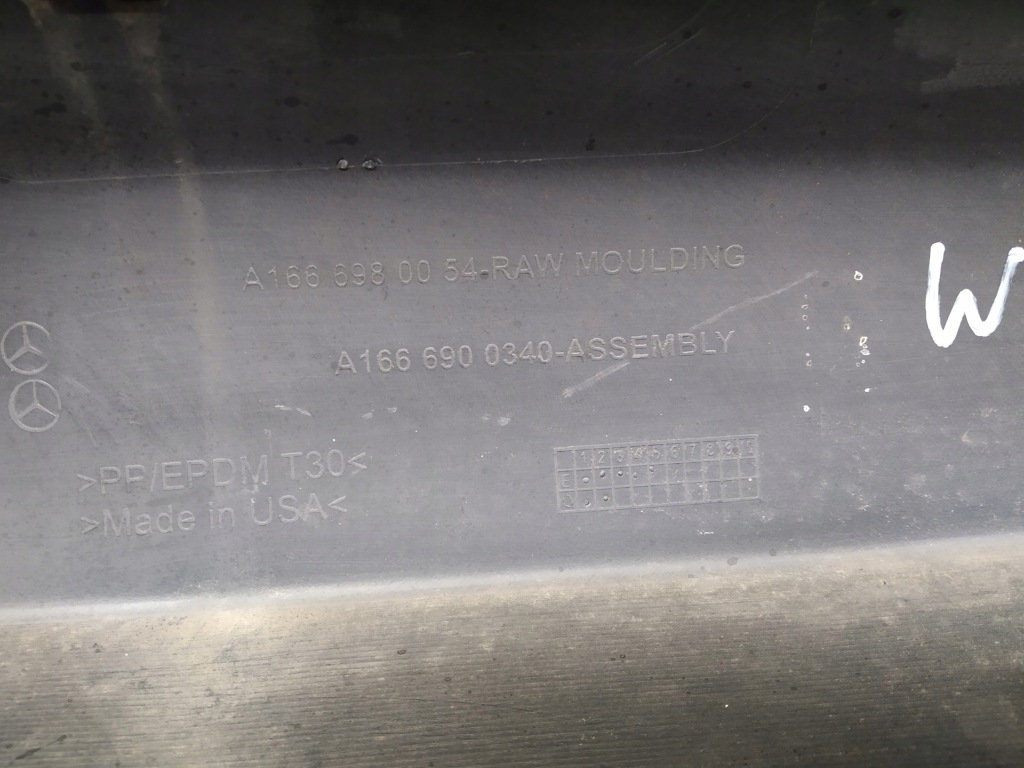 A166 698 00 54-RAW MOULDING
A166 690 0340-ASSEMBLY
W
>PP/EPDM T30<
>Made in USA<